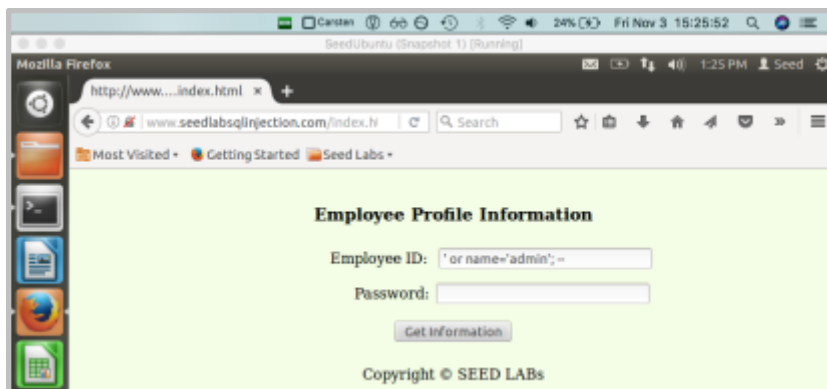 Carsten 24% Fri Nov 3 15:25:52
SeedUbuntu (Snapshot 1) [Running]
Mozilla Firefox 1:25 PM Seed
http://www....index.html × +
www.seedlabsqlinjection.com/index.h Search
Most Visited Getting Started Seed Labs
Employee Profile Information
Employee ID: ' or name='admin'; --
Password:
Get Information
Copyright © SEED LABs